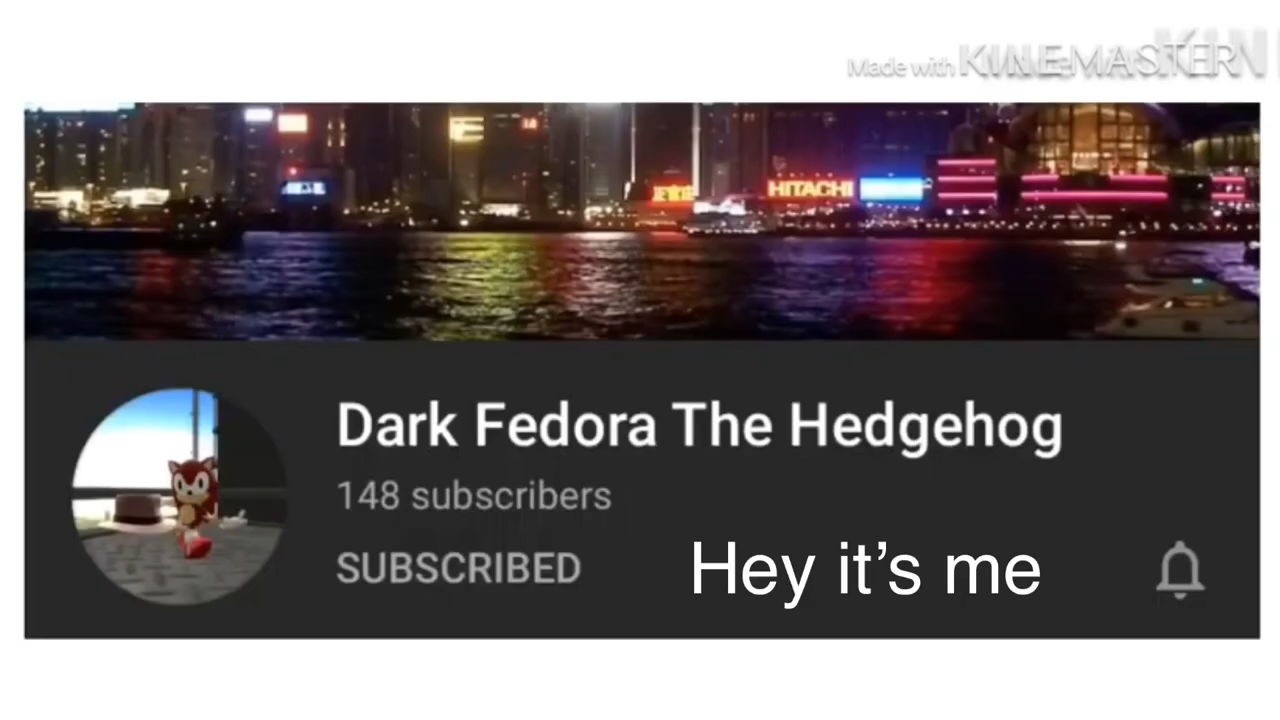 Made with KINEMASTER
HITACHI
Dark Fedora The Hedgehog
148 subscribers
SUBSCRIBED
Hey it’s me